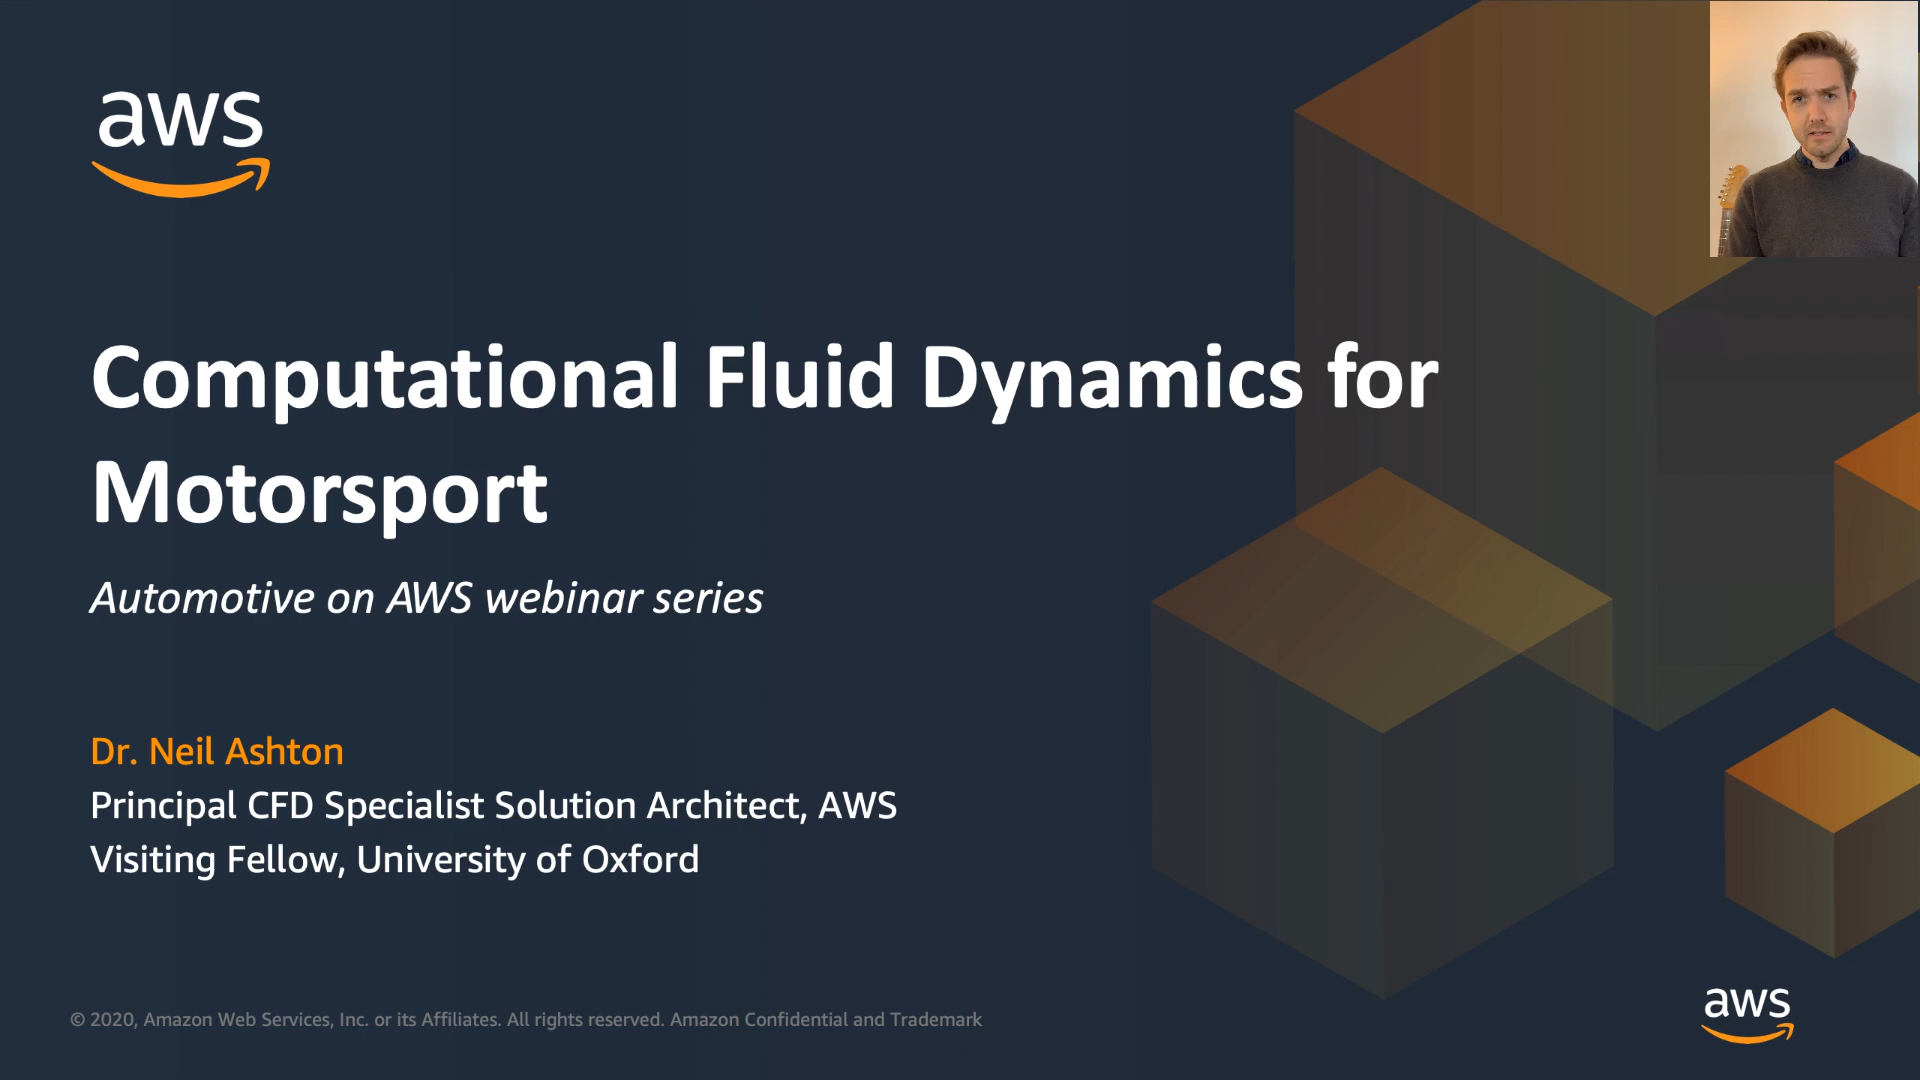 aws
Computational Fluid Dynamics for
Motorsport
Automotive on AWS webinar series
Dr. Neil Ashton
Principal CFD Specialist Solution Architect, AWS
Visiting Fellow, University of Oxford
© 2020, Amazon Web Services, Inc. or its Affiliates. All rights reserved. Amazon Confidential and Trademark
aws